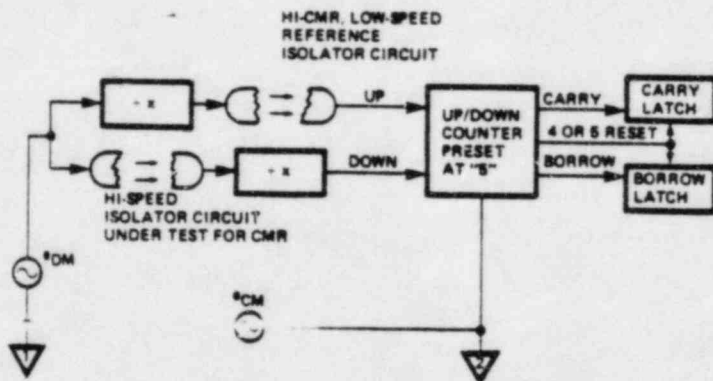 HI-CMR, LOW-SPEED
REFERENCE
ISOLATOR CIRCUIT
÷ X
UP
UP/DOWN
COUNTER
PRESET
AT "5"
CARRY
CARRY
LATCH
4 OR 5 RESET
DOWN
÷ X
BORROW
BORROW
LATCH
HI-SPEED
ISOLATOR CIRCUIT
UNDER TEST FOR CMR
eDM
eCM
1
2